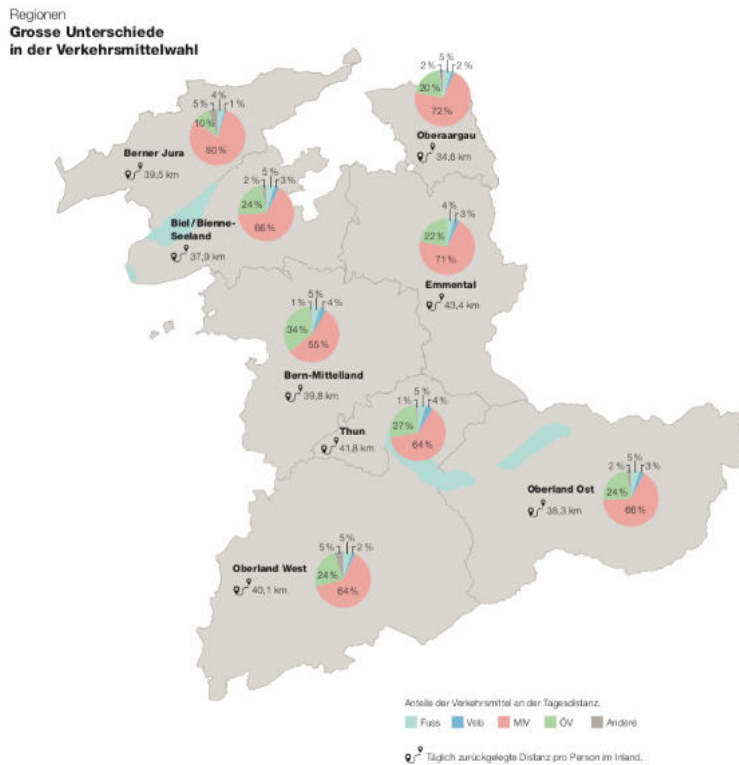 Regionen
Grosse Unterschiede
in der Verkehrsmittelwahl
2% 5% 2%
20%
72%
Oberaargau
34,6 km
5% 4% 1%
10%
80%
Berner Jura
39,5 km
2% 5% 3%
24%
66%
Biel/Bienne-
Seeland
37,9 km
4% 3%
22%
71%
Emmental
43,4 km
1% 5% 4%
34%
55%
Bern-Mittelland
39,8 km
1% 5% 4%
27%
64%
Thun
41,8 km
2% 5% 3%
24%
66%
Oberland Ost
38,3 km
5% 5% 2%
24%
64%
Oberland West
40,1 km
Anteile der Verkehrsmittel an der Tagesdistanz.
Fuss Velo MIV ÖV Andere
Täglich zurückgelegte Distanz pro Person im Inland.